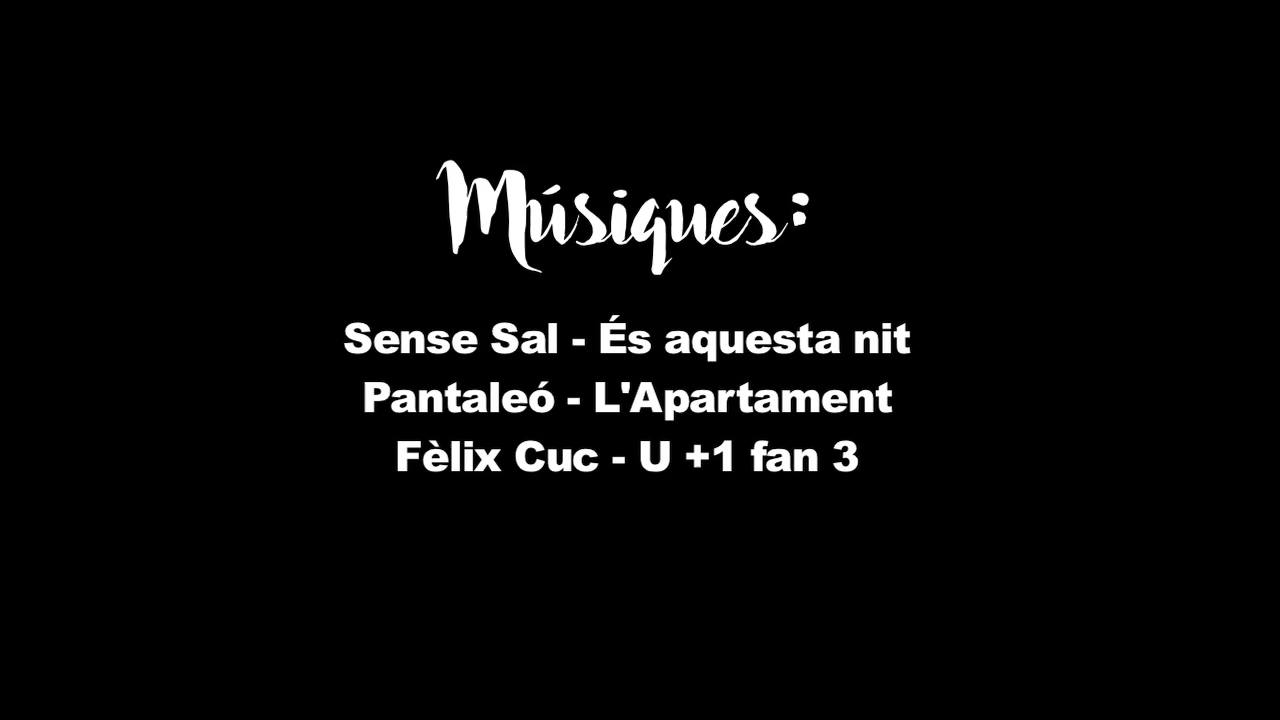 Músiques:
Sense Sal - És aquesta nit
Pantaleó - L'Apartament
Fèlix Cuc - U +1 fan 3